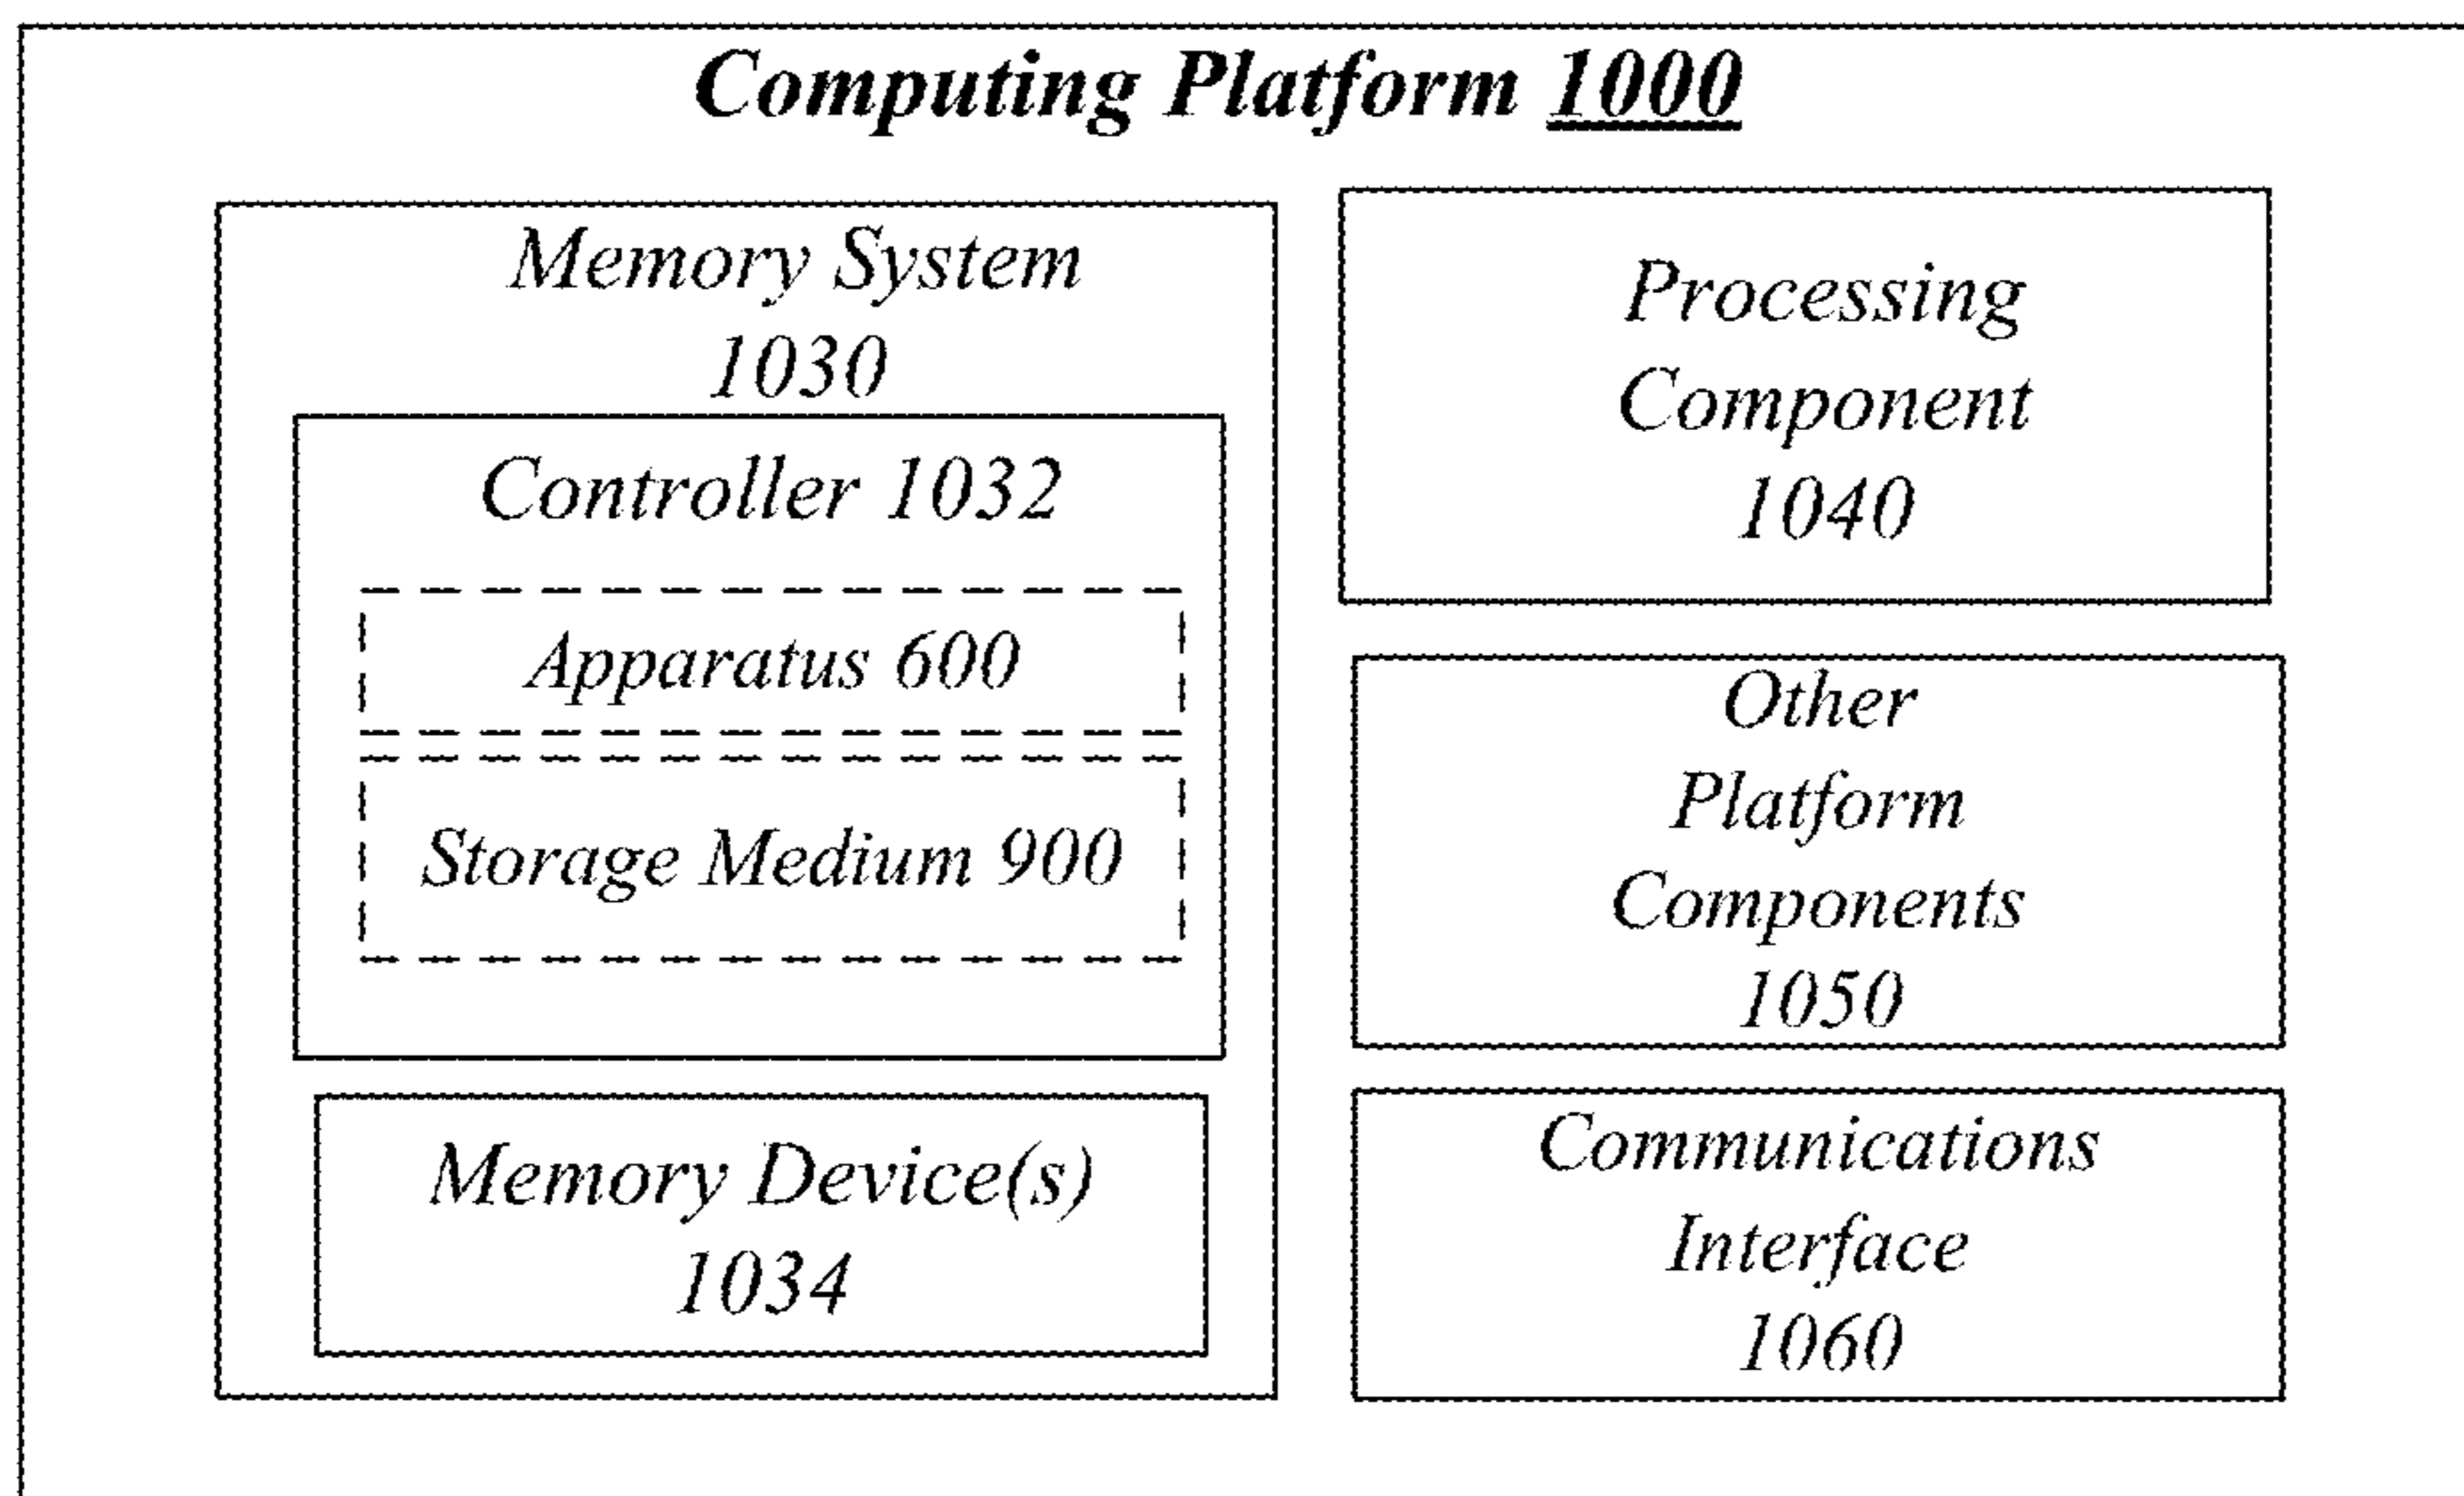 Computing Platform 1000
Memory System
1030
Controller 1032
Apparatus 600
Storage Medium 900
Memory Device(s)
1034
Processing
Component
1040
Other
Platform
Components
1050
Communications
Interface
1060